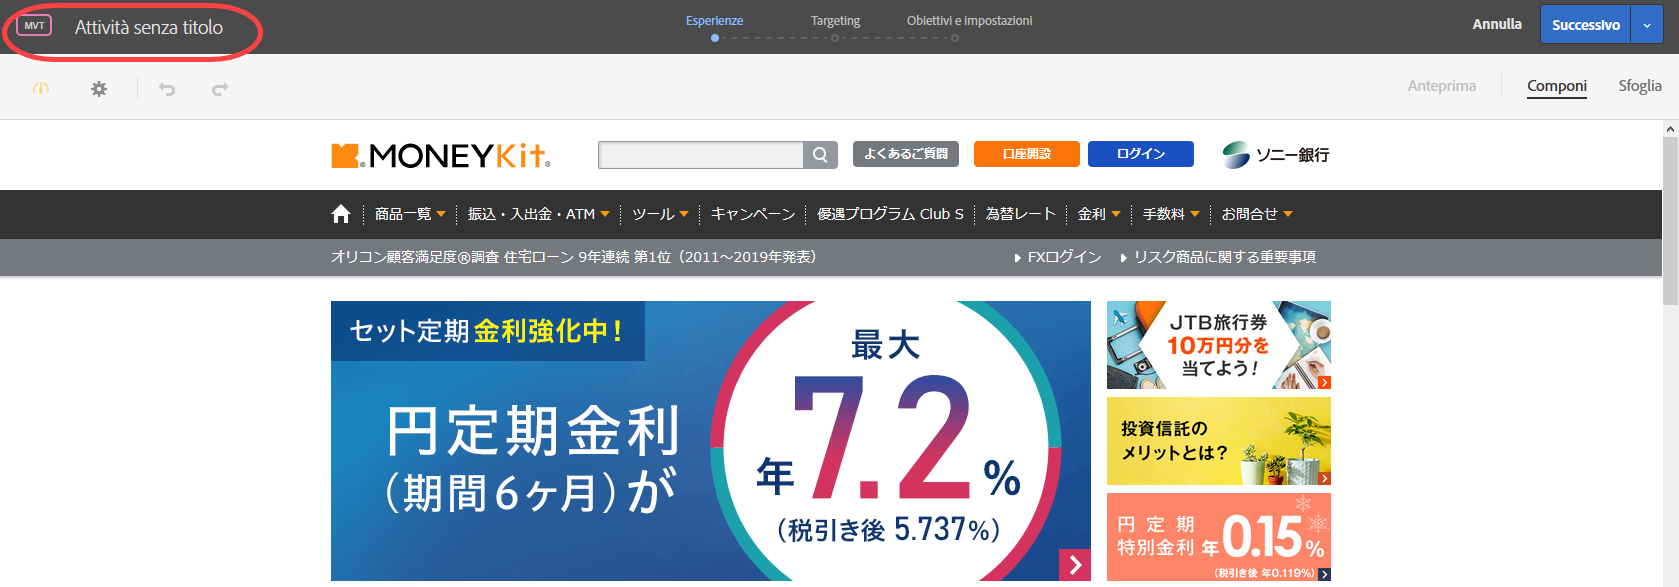 MVT Attività senza titolo
Esperienze Targeting Obiettivi e impostazioni
Annulla Successivo
Anteprima Componi Sfoglia
MONEYKit
よくあるご質問 口座開設 ログイン ソニー銀行
商品一覧 振込・入出金・ATM ツール キャンペーン 優遇プログラム Club S 為替レート 金利 手数料 お問合せ
オリコン顧客満足度®調査 住宅ローン 9年連続 第1位（2011～2019年発表） FXログイン リスク商品に関する重要事項
セット定期 金利強化中！
円定期金利
（期間6ヶ月）が
最大
年7.2%
（税引き後 5.737%）
JTB旅行券
10万円分を
当てよう！
投資信託の
メリットとは？
円定期
特別金利 年0.15%
（税引き後 年0.119%）